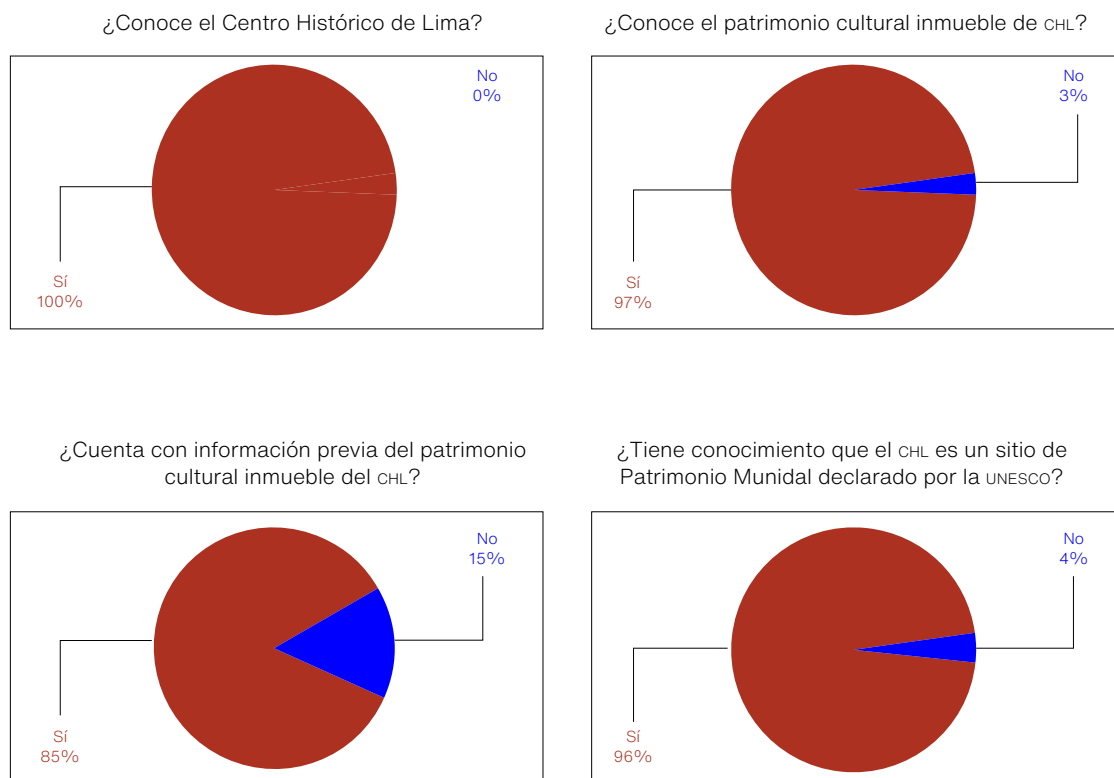 ¿Conoce el Centro Histórico de Lima?
No
0%
Sí
100%
¿Conoce el patrimonio cultural inmueble de CHL?
No
3%
Sí
97%
¿Cuenta con información previa del patrimonio
cultural inmueble del CHL?
No
15%
Sí
85%
¿Tiene conocimiento que el CHL es un sitio de
Patrimonio Munidal declarado por la UNESCO?
No
4%
Sí
96%